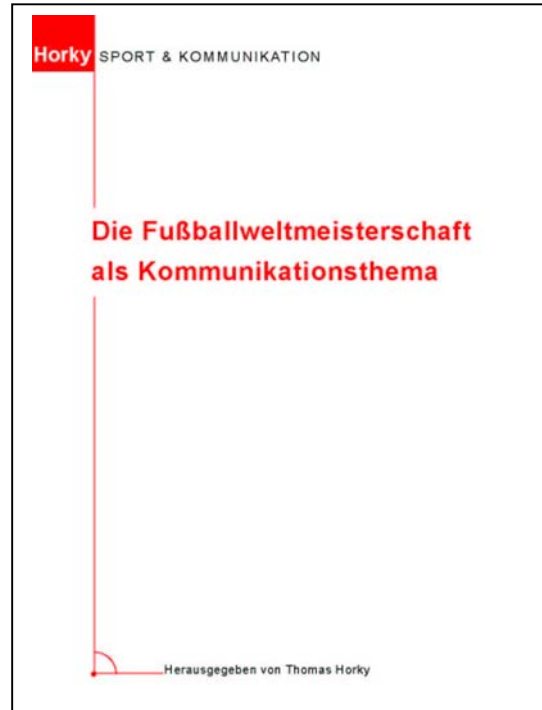 Horky SPORT & KOMMUNIKATION
Die Fußballweltmeisterschaft
als Kommunikationsthema
Herausgegeben von Thomas Horky